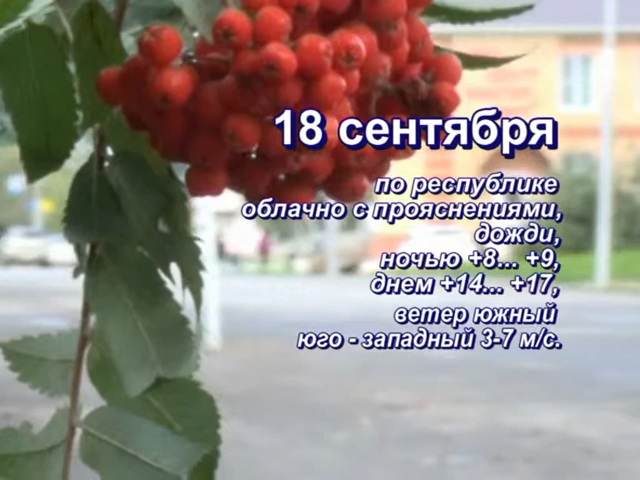 18 сентября
по республике
облачно с прояснениями,
дожди,
ночью +8... +9,
днем +14... +17,
ветер южный
юго - западный 3-7 м/с.